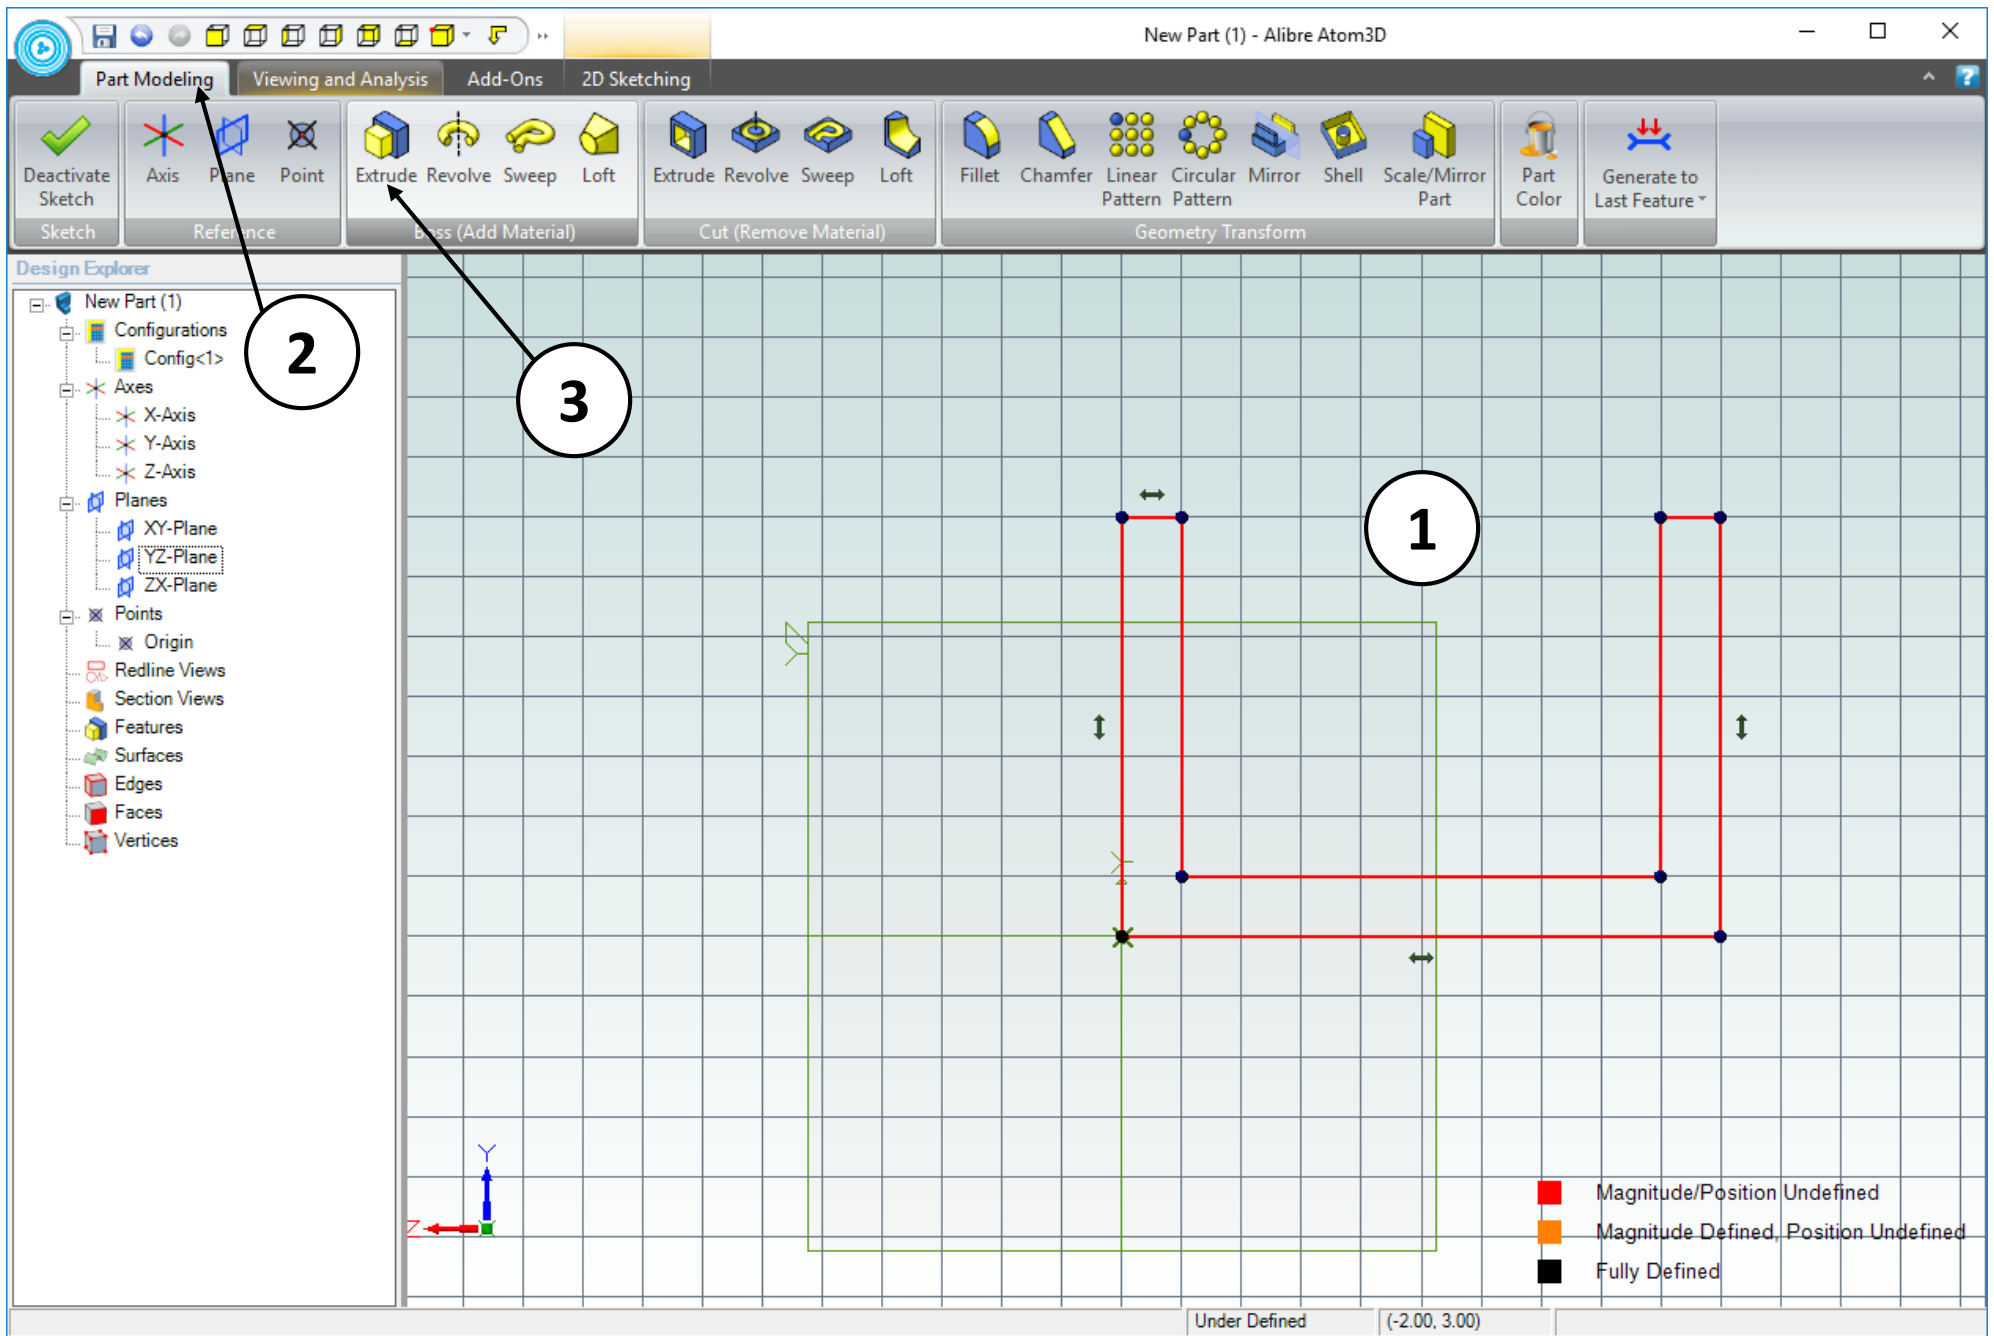 New Part (1) - Alibre Atom3D
Part Modeling Viewing and Analysis Add-Ons 2D Sketching
Deactivate Sketch
Axis Plane Point
Extrude Revolve Sweep Loft
Extrude Revolve Sweep Loft
Fillet Chamfer Linear Pattern Circular Pattern Mirror Shell Scale/Mirror Part
Part Color
Generate to Last Feature
Sketch Reference Boss (Add Material) Cut (Remove Material) Geometry Transform
Design Explorer
New Part (1)
Configurations
Config<1>
Axes
X-Axis
Y-Axis
Z-Axis
Planes
XY-Plane
YZ-Plane
ZX-Plane
Points
Origin
Redline Views
Section Views
Features
Surfaces
Edges
Faces
Vertices
2
3
1
Y
Z
Magnitude/Position Undefined
Magnitude Defined, Position Undefined
Fully Defined
Under Defined (-2.00, 3.00)